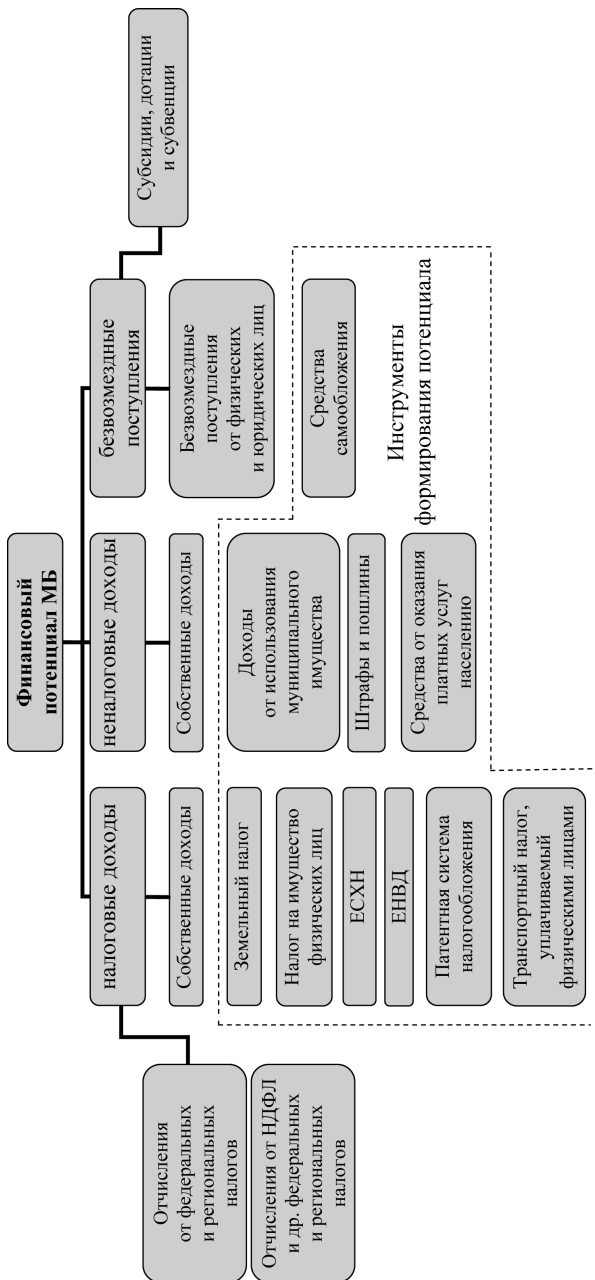 Финансовый
потенциал МБ
налоговые доходы
неналоговые доходы
безвозмездные
поступления
Отчисления
от федеральных
и региональных
налогов
Отчисления от НДФЛ
и др. федеральных
и региональных
налогов
Собственные доходы
Земельный налог
Налог на имущество
физических лиц
ЕСХН
ЕНВД
Патентная система
налогообложения
Транспортный налог,
уплачиваемый
физическими лицами
Собственные доходы
Доходы
от использования
муниципального
имущества
Штрафы и пошлины
Средства от оказания
платных услуг
населению
Безвозмездные
поступления
от физических
и юридических лиц
Средства
самообложения
Инструменты
формирования потенциала
Субсидии, дотации
и субвенции